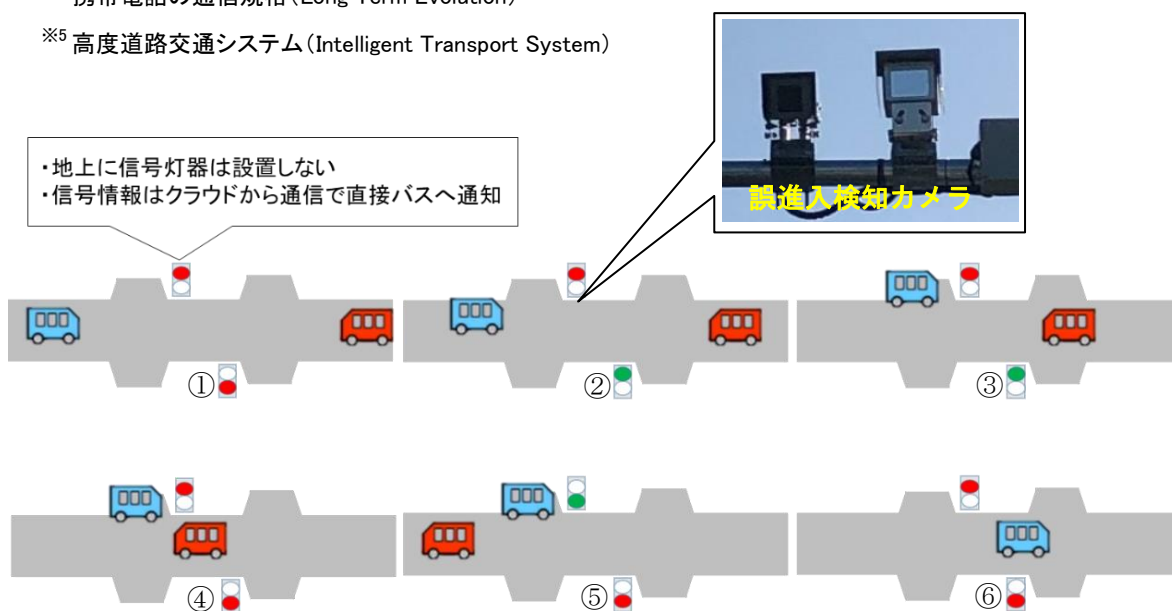 携帯電話の通信規格(Long Term Evolution)
※5 高度道路交通システム(Intelligent Transport System)
・地上に信号灯器は設置しない
・信号情報はクラウドから通信で直接バスへ通知
誤進入検知カメラ
①
②
③
④
⑤
⑥